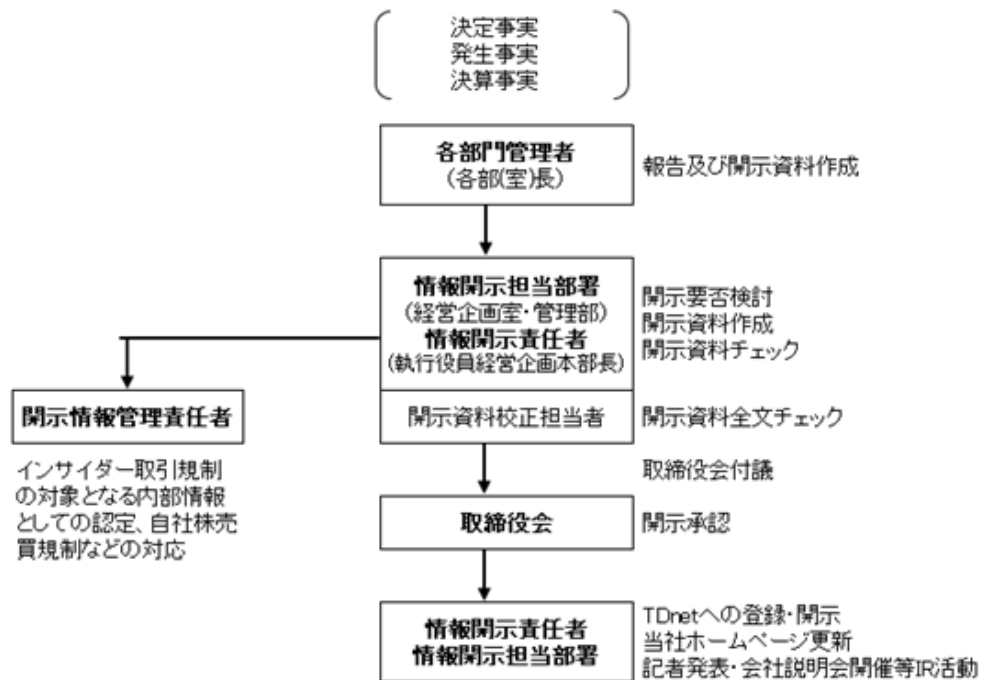 決定事実
発生事実
決算事実
各部門管理者
(各部(室)長)
報告及び開示資料作成
情報開示担当部署
(経営企画室・管理部)
情報開示責任者
(執行役員経営企画本部長)
開示要否検討
開示資料作成
開示資料チェック
開示情報管理責任者
開示資料校正担当者
開示資料全文チェック
インサイダー取引規制
の対象となる内部情報
としての認定、自社株売
買規制などの対応
取締役会付議
取締役会
開示承認
情報開示責任者
情報開示担当部署
TDnetへの登録・開示
当社ホームページ更新
記者発表・会社説明会開催等IR活動